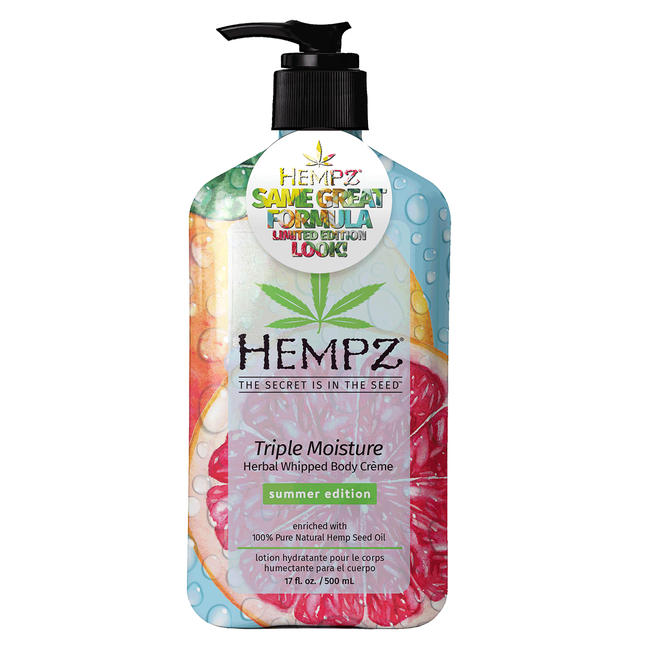 HEMPZ®
SAME GREAT
FORMULA
LIMITED EDITION
LOOK!
HEMPZ®
THE SECRET IS IN THE SEED™
Triple Moisture
Herbal Whipped Body Crème
summer edition
enriched with
100% Pure Natural Hemp Seed Oil
lotion hydratante pour le corps
humectante para el cuerpo
17 fl. oz. / 500 mL